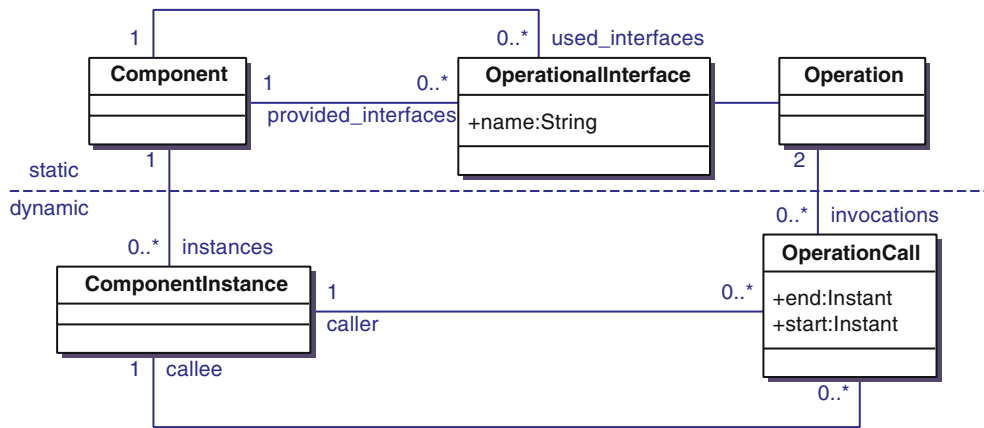 1
0..*
used_interfaces
Component
OperationalInterface
Operation
1
0..*
provided_interfaces
+name:String
1
2
static
dynamic
0..*
instances
0..*
invocations
ComponentInstance
OperationCall
1
0..*
caller
+end:Instant
+start:Instant
1
callee
0..*